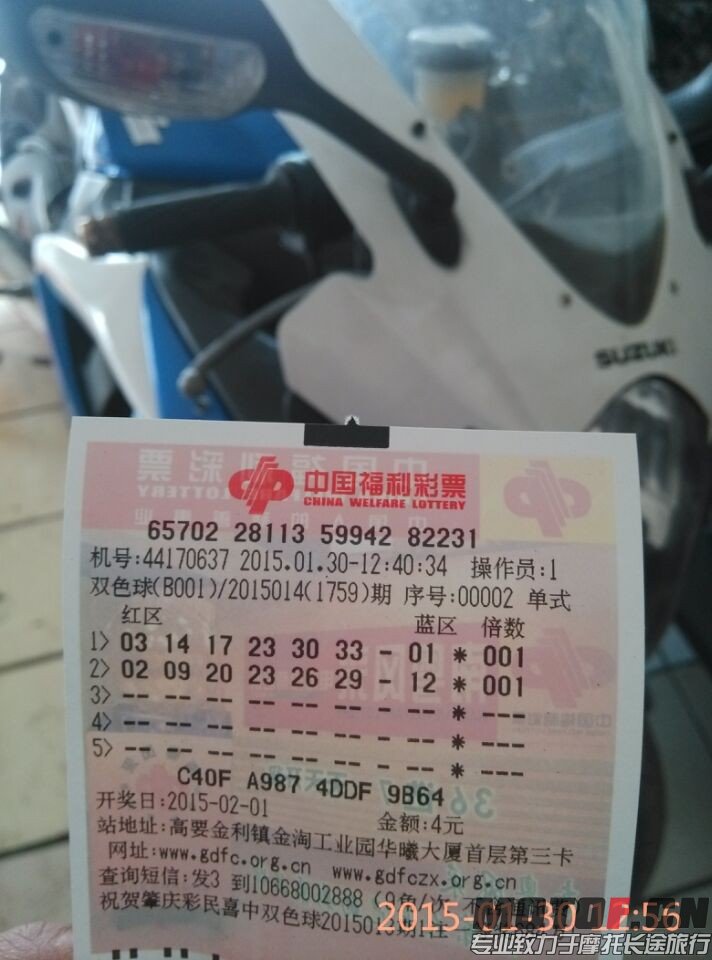 SUZUKI
中国福利彩票
CHINA WELFARE LOTTERY
65702 28113 59942 82231
机号:44170637 2015.01.30-12:40:34 操作员:1
双色球(B001)/2015014(1759)期 序号:00002 单式
红区 蓝区 倍数
1> 03 14 17 23 30 33 - 01 * 001
2> 02 09 20 23 26 29 - 12 * 001
3> -- -- -- -- -- -- - -- * ---
4> -- -- -- -- -- -- - -- * ---
5> -- -- -- -- -- -- - -- * ---
C40F A987 4DDF 9B64
开奖日:2015-02-01 金额:4元
站地址:高要金利镇金淘工业园华曦大厦首层第三卡
网址:www.gdfc.org.cn www.gdfczx.org.cn
查询短信:发3 到10668002888
祝贺肇庆彩民喜中双色球
2015-01-30 12:56
专业致力于摩托长途旅行